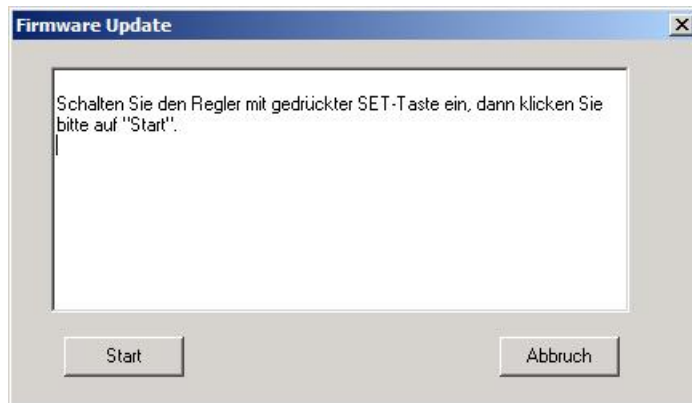 Firmware Update
Schalten Sie den Regler mit gedrückter SET-Taste ein, dann klicken Sie
bitte auf "Start".
Start
Abbruch